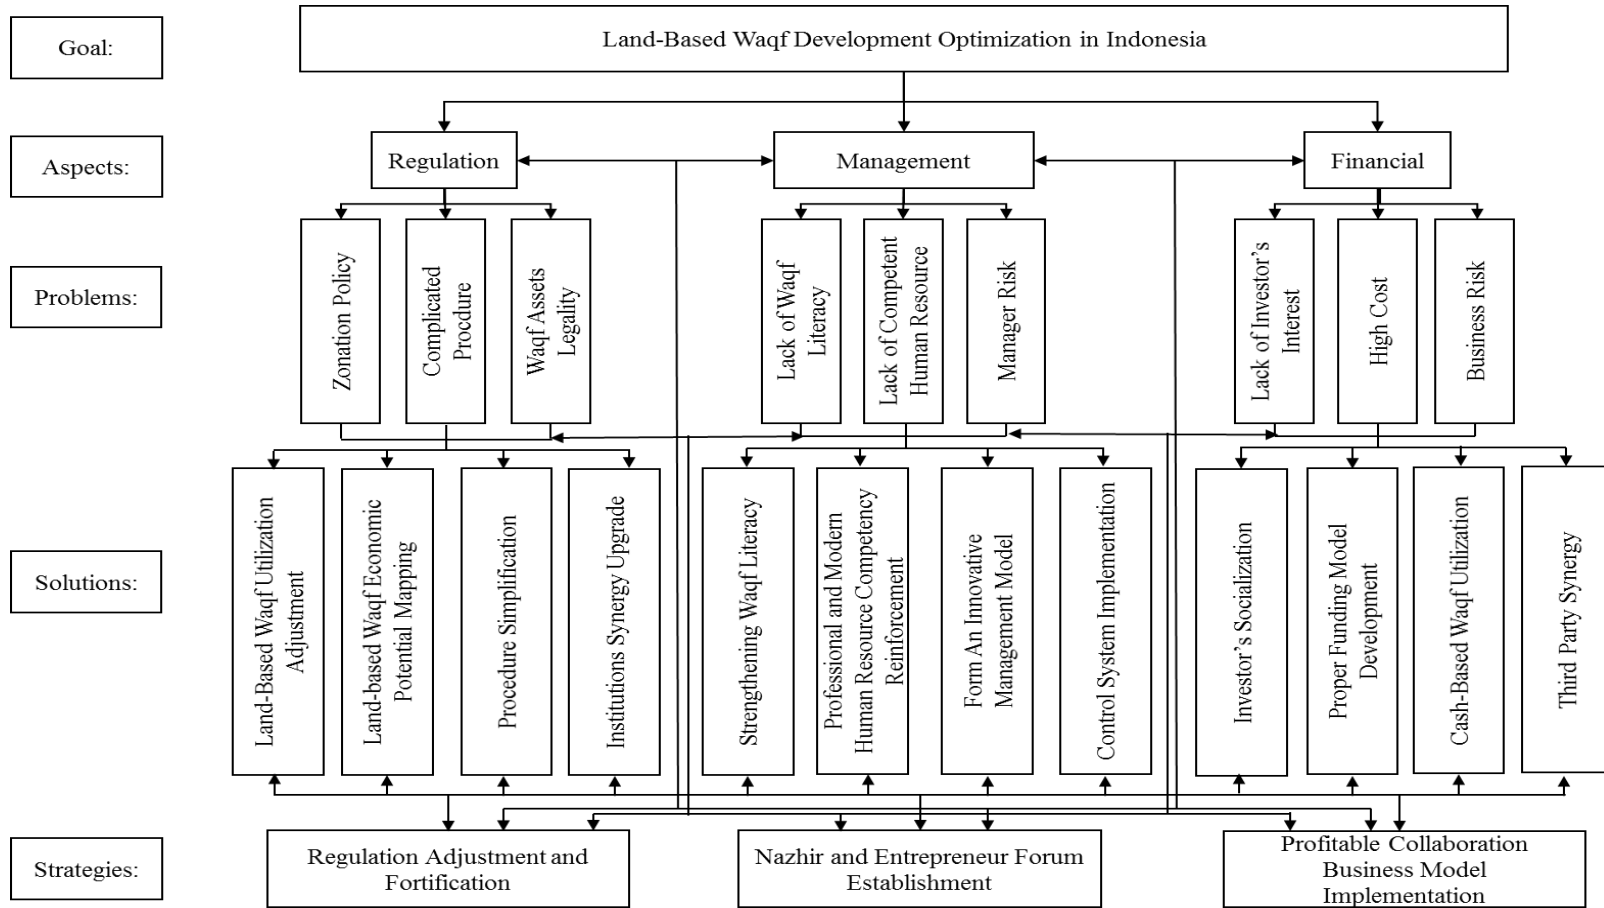 Goal:
Land-Based Waqf Development Optimization in Indonesia
Aspects:
Regulation
Management
Financial
Problems:
Zonation Policy
Complicated
Procdure
Waqf Assets
Legality
Lack of Waqf
Literacy
Lack of Competent
Human Resource
Manager Risk
Lack of Investor's
Interest
High Cost
Business Risk
Solutions:
Land-Based Waqf Utilization
Adjustment
Land-based Waqf Economic
Potential Mapping
Procedure Simplification
Institutions Synergy Upgrade
Strengthening Waqf Literacy
Professional and Modern
Human Resource Competency
Reinforcement
Form An Innovative
Management Model
Control System Implementation
Investor's Socialization
Proper Funding Model
Development
Cash-Based Waqf Utilization
Third Party Synergy
Strategies:
Regulation Adjustment and
Fortification
Nazhir and Entrepreneur Forum
Establishment
Profitable Collaboration
Business Model
Implementation